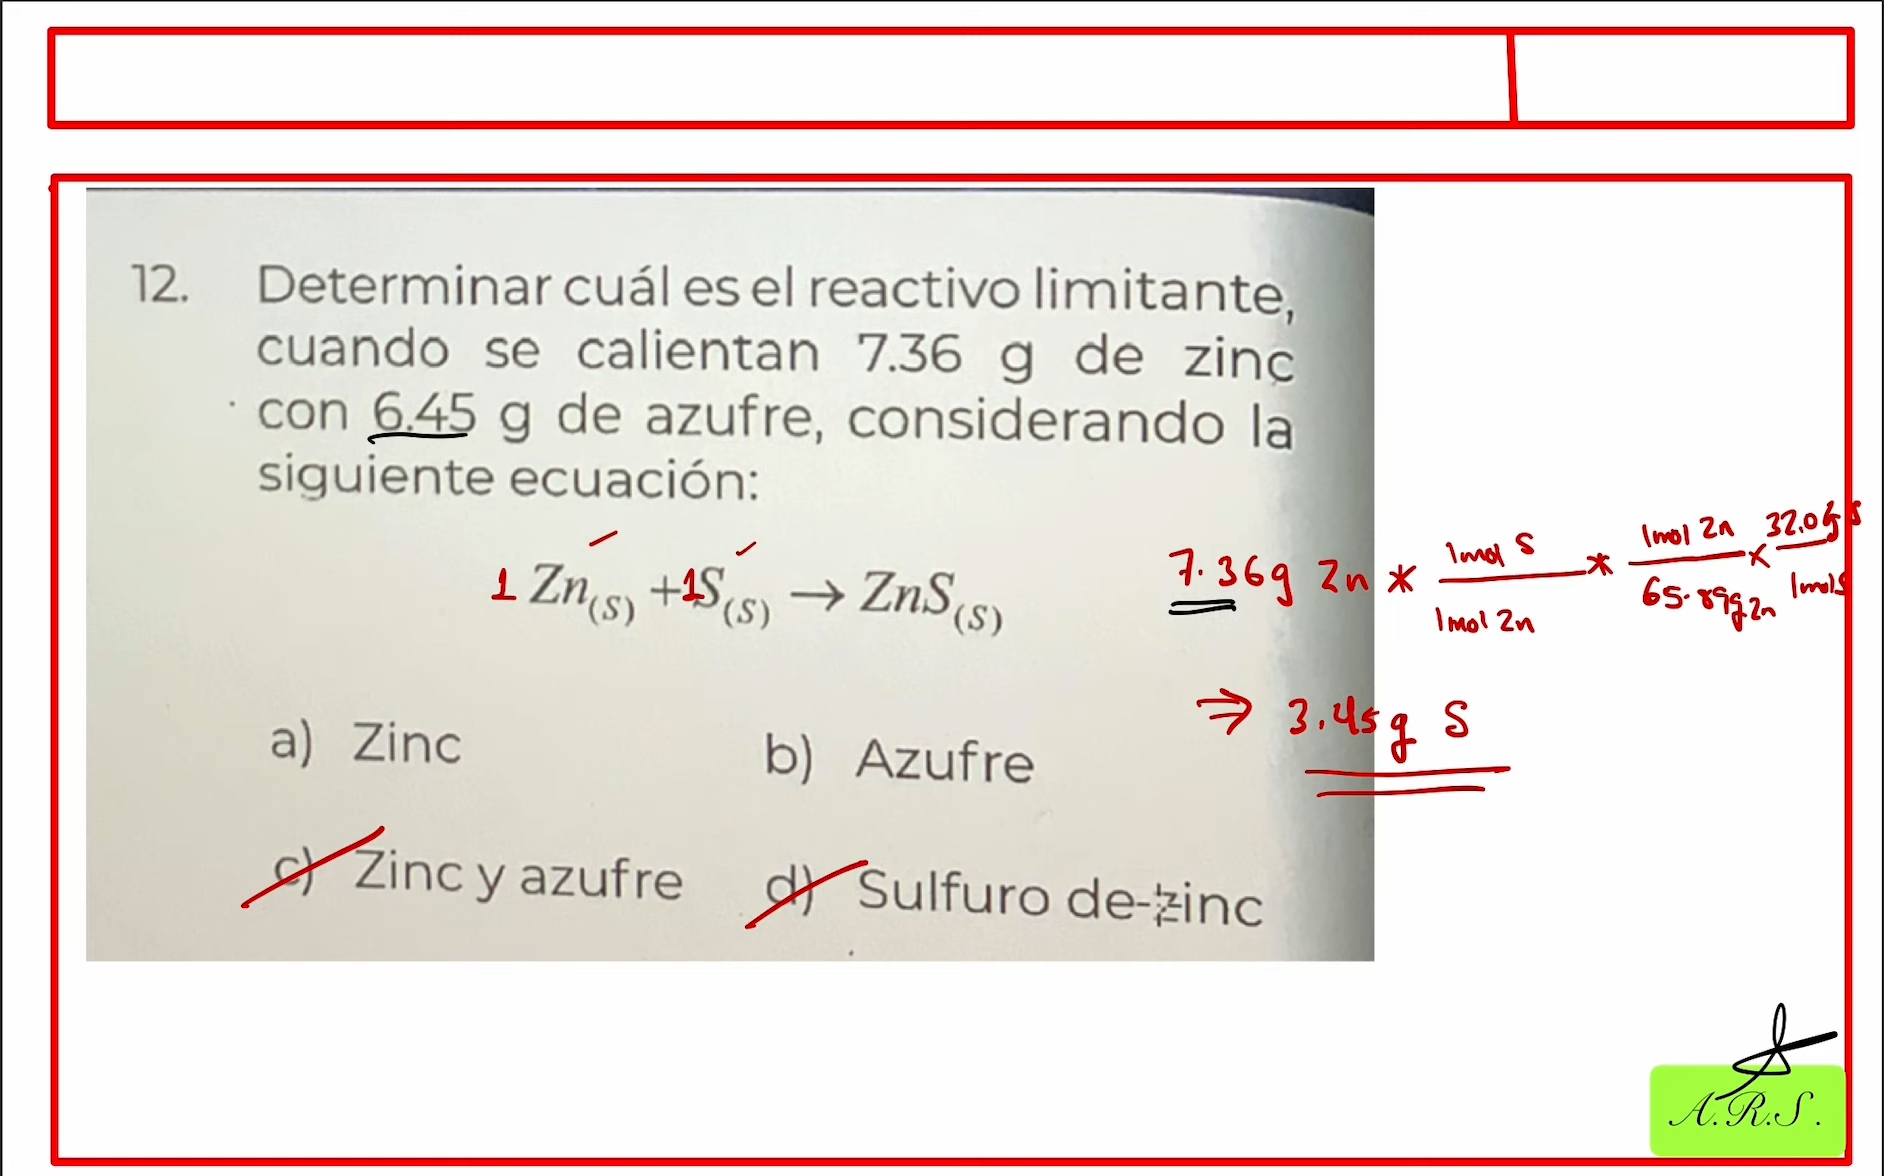 12. Determinar cuál es el reactivo limitante,
cuando se calientan 7.36 g de zinc
con 6.45 g de azufre, considerando la
siguiente ecuación:
1 Zn(S) +1S(S) → ZnS(S)
7.36g Zn * 1mol S / 1mol Zn * 1mol Zn / 65.89g Zn × 32.06g S / 1mol S
⇒ 3.45g S
a) Zinc b) Azufre
c) Zinc y azufre d) Sulfuro de zinc
A.R.S.